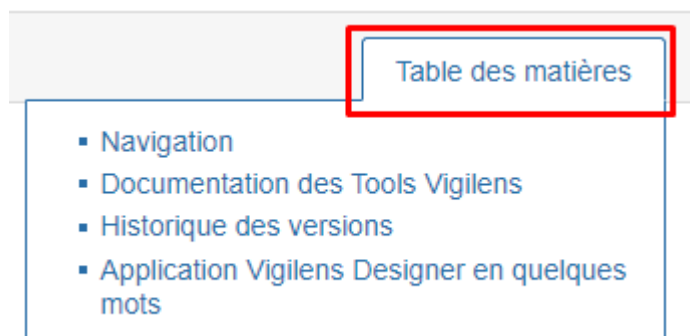 Table des matières
Navigation
Documentation des Tools Vigilens
Historique des versions
Application Vigilens Designer en quelques
mots